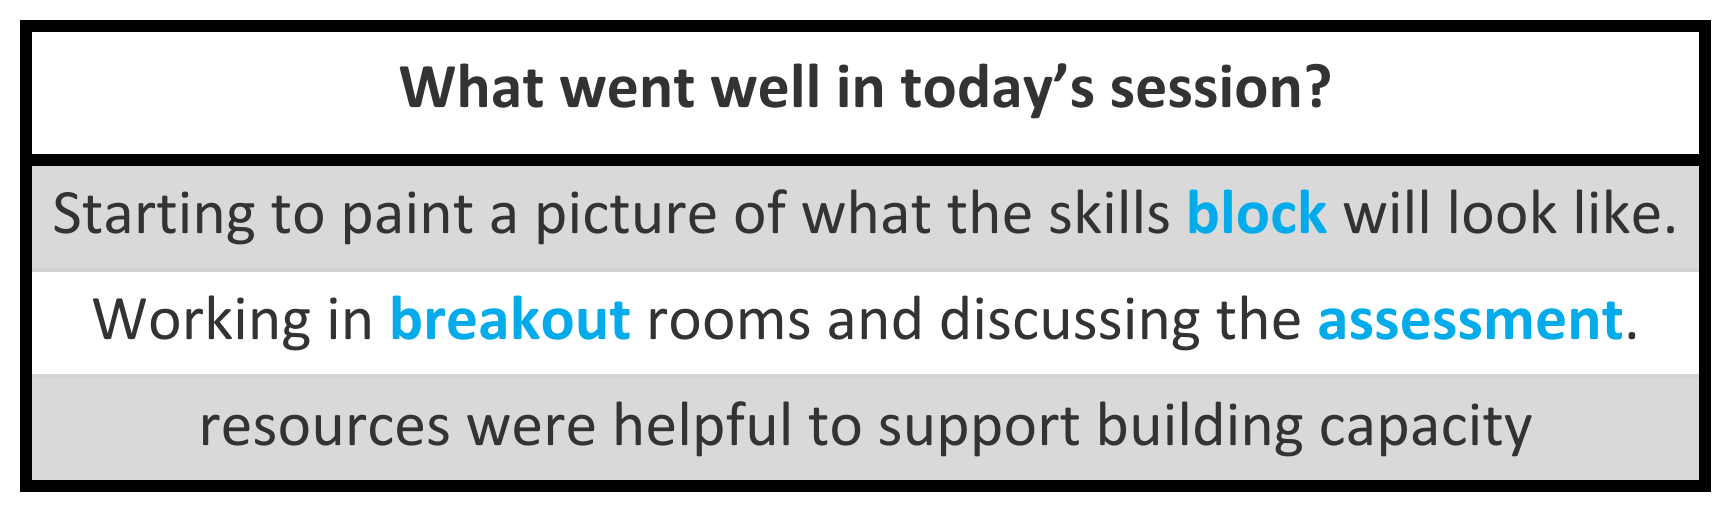 What went well in today’s session?
Starting to paint a picture of what the skills block will look like.
Working in breakout rooms and discussing the assessment.
resources were helpful to support building capacity